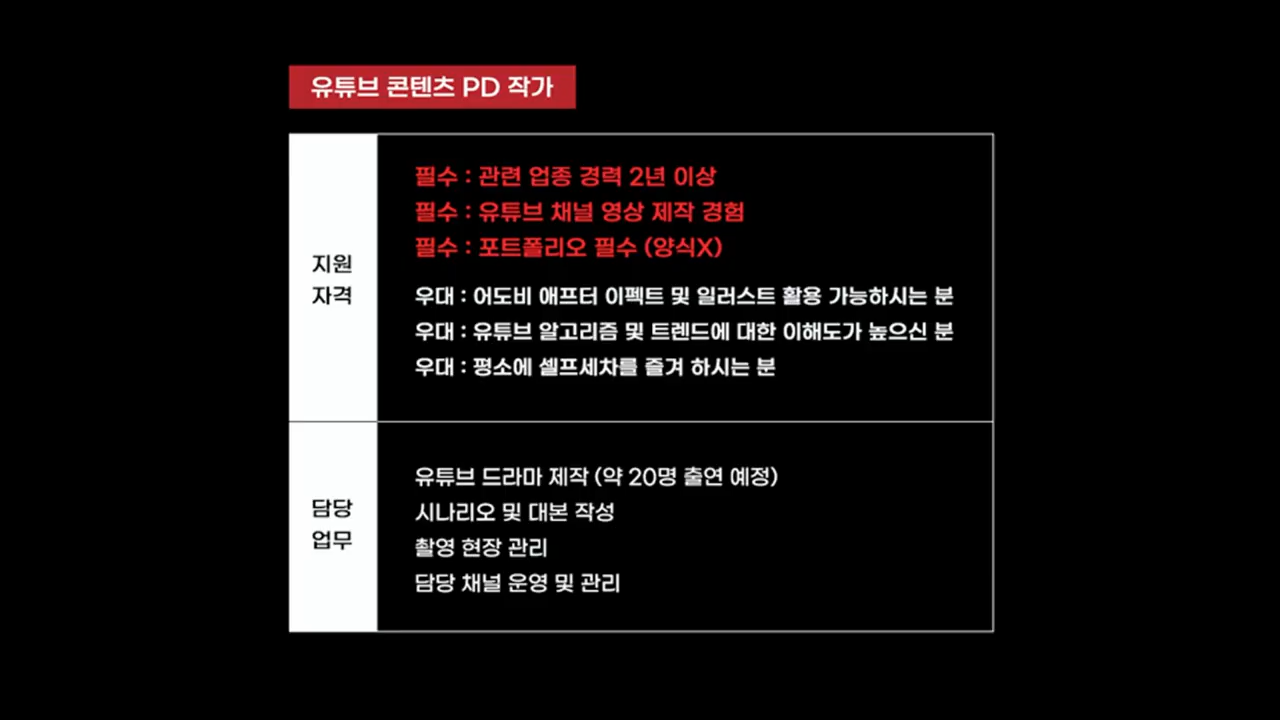 유튜브 콘텐츠 PD 작가
지원
자격
필수 : 관련 업종 경력 2년 이상
필수 : 유튜브 채널 영상 제작 경험
필수 : 포트폴리오 필수 (양식X)
우대 : 어도비 애프터 이펙트 및 일러스트 활용 가능하시는 분
우대 : 유튜브 알고리즘 및 트렌드에 대한 이해도가 높으신 분
우대 : 평소에 셀프세차를 즐겨 하시는 분
담당
업무
유튜브 드라마 제작 (약 20명 출연 예정)
시나리오 및 대본 작성
촬영 현장 관리
담당 채널 운영 및 관리